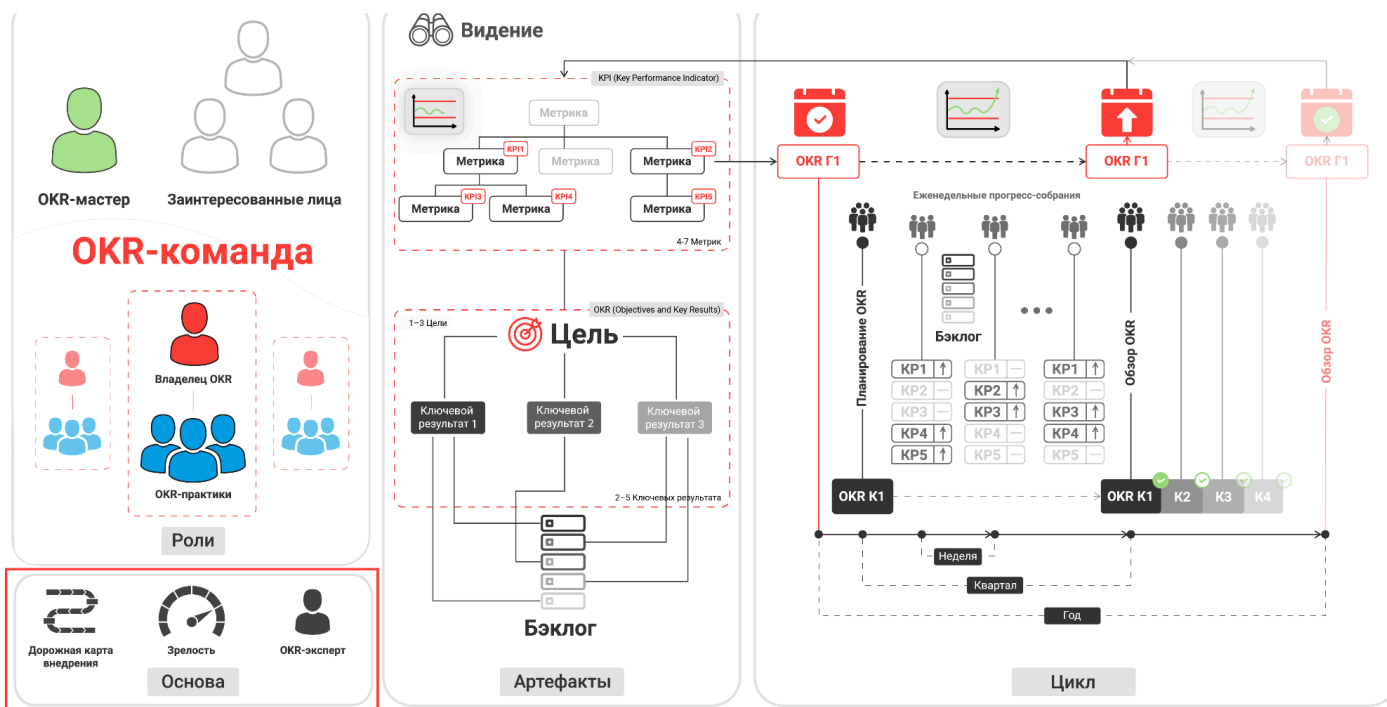 OKR-мастер
Заинтересованные лица
OKR-команда
Владелец OKR
OKR-практики
Роли
Дорожная карта
внедрения
Зрелость
OKR-эксперт
Основа
Видение
KPI (Key Performance Indicator)
Метрика
KPI1
Метрика
Метрика
KPI2
Метрика
KPI3
Метрика
KPI4
Метрика
KPI5
Метрика
4-7 Метрик
OKR (Objectives and Key Results)
1–3 Цели
Цель
Ключевой
результат 1
Ключевой
результат 2
Ключевой
результат 3
2–5 Ключевых результата
Бэклог
Артефакты
OKR Г1
OKR Г1
OKR Г1
Еженедельные прогресс-собрания
Планирование OKR
Бэклог
КР1
КР2
КР3
КР4
КР5
КР1
КР2
КР3
КР4
КР5
КР1
КР2
КР3
КР4
КР5
Обзор OKR
Обзор OKR
OKR К1
OKR К1
К2
К3
К4
Неделя
Квартал
Год
Цикл